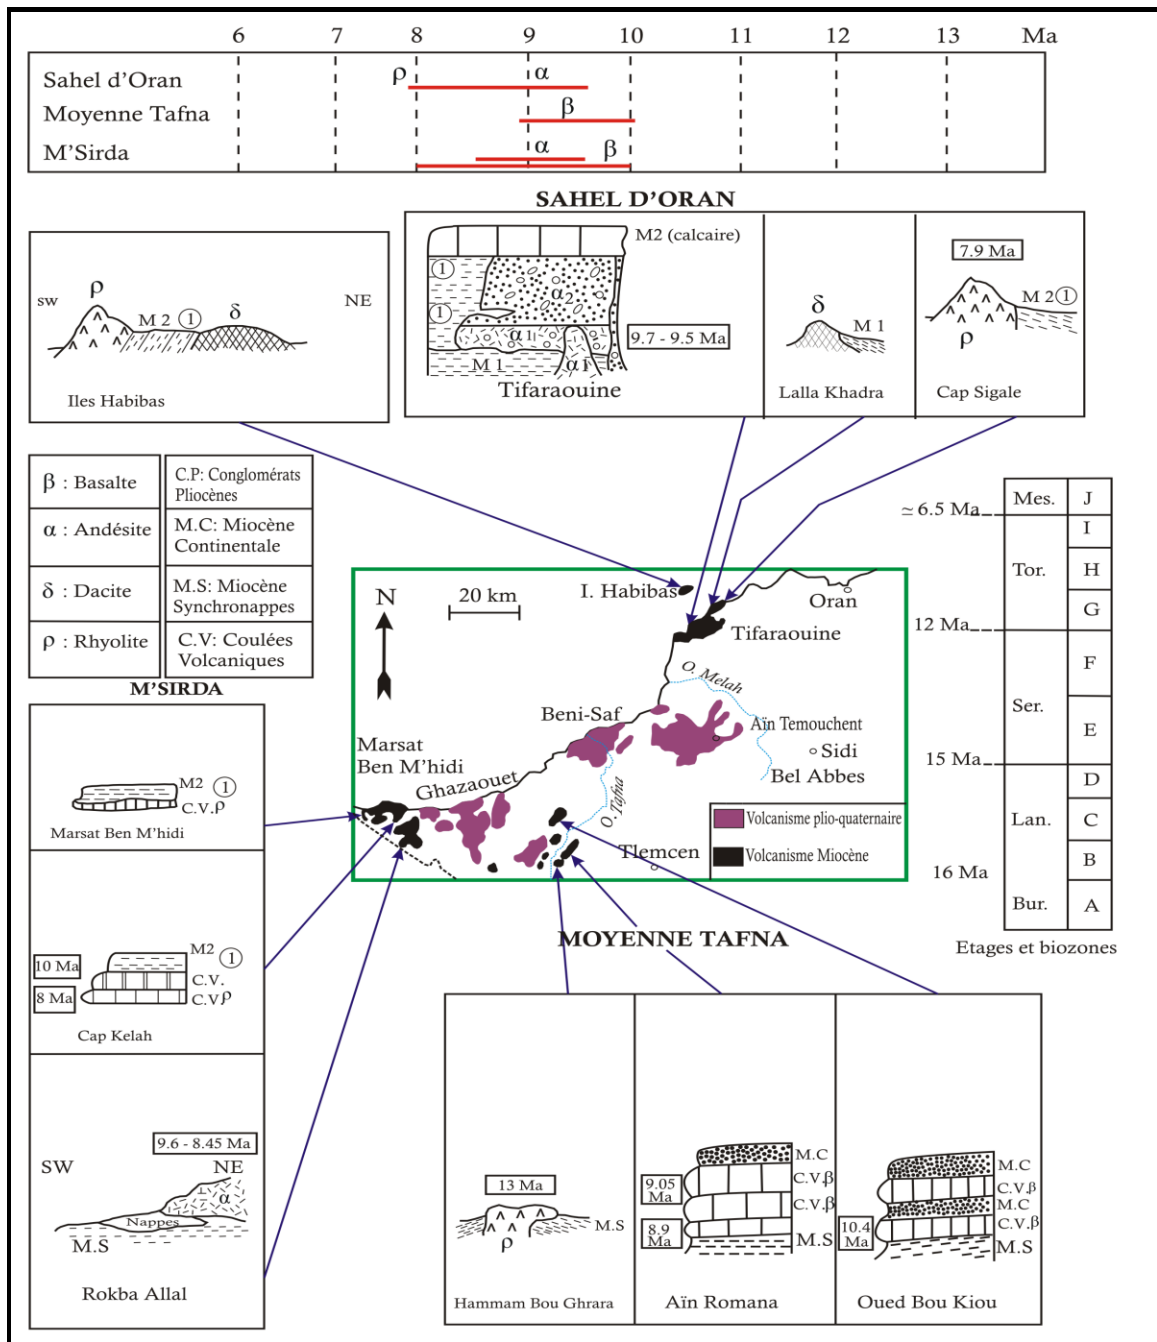 6 7 8 9 10 11 12 13 Ma
Sahel d'Oran ρ α
Moyenne Tafna β
M'Sirda α β
SAHEL D'ORAN
SW ρ M 2 1 δ NE
Iles Habibas
M2 (calcaire)
1
α2
1
α1
9.7 - 9.5 Ma
M 1 α1
Tifaraouine
δ
M 1
Lalla Khadra
7.9 Ma
M 2 1
ρ
Cap Sigale
β : Basalte
α : Andésite
δ : Dacite
ρ : Rhyolite
C.P: Conglomérats
Pliocènes
M.C: Miocène
Continentale
M.S: Miocène
Synchronappes
C.V: Coulées
Volcaniques
N
20 km
I. Habibas
Oran
Tifaraouine
O. Melah
Beni-Saf
Aïn Temouchent
Sidi
Bel Abbes
Marsat
Ben M'hidi
Ghazaouet
O. Tafna
Tlemcen
Volcanisme plio-quaternaire
Volcanisme Miocène
Mes. J
≃ 6.5 Ma
I
Tor. H
G
12 Ma
F
Ser.
E
15 Ma
D
Lan. C
B
16 Ma
Bur. A
Etages et biozones
M'SIRDA
M2 1
C.V.ρ
Marsat Ben M'hidi
M2 1
10 Ma
C.V.
8 Ma C.Vρ
Cap Kelah
9.6 - 8.45 Ma
SW NE
α
Nappes
M.S
Rokba Allal
MOYENNE TAFNA
13 Ma
M.S
ρ
Hammam Bou Ghrara
M.C
9.05
Ma
C.V.β
C.V.β
8.9
Ma
M.S
Aïn Romana
M.C
C.V.β
M.C
10.4
Ma
C.V.β
M.S
Oued Bou Kiou